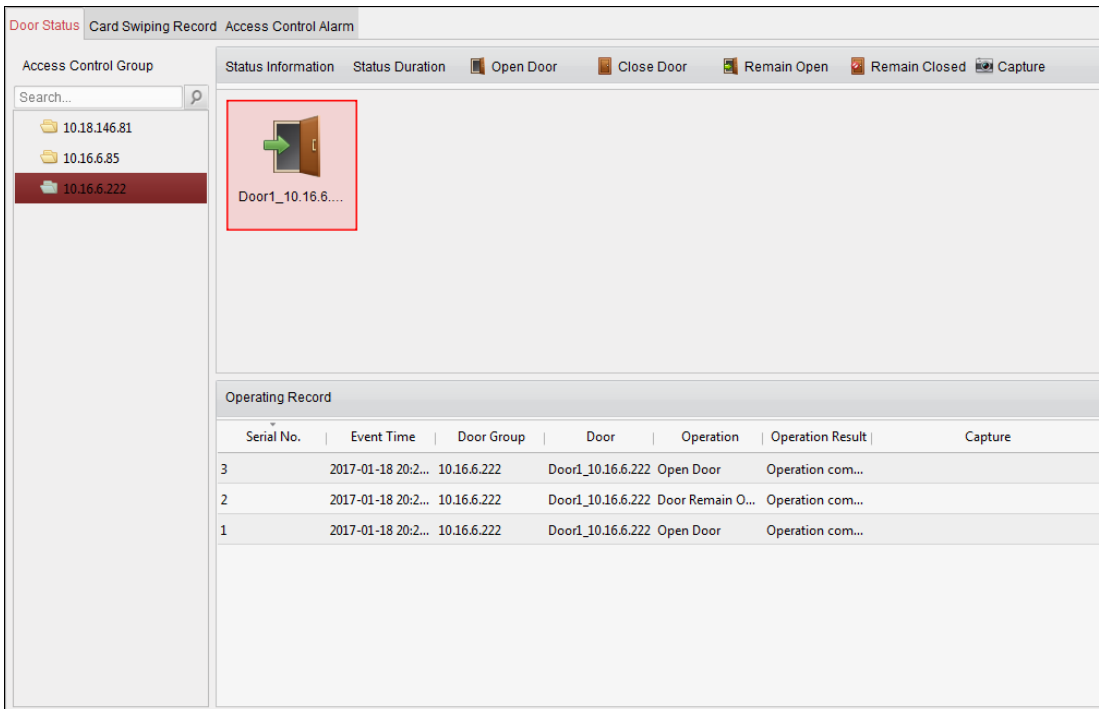 Door Status Card Swiping Record Access Control Alarm
Access Control Group
Search...
10.18.146.81
10.16.6.85
10.16.6.222
Status Information Status Duration Open Door Close Door Remain Open Remain Closed Capture
Door1_10.16.6....
Operating Record
Serial No. Event Time Door Group Door Operation Operation Result Capture
3 2017-01-18 20:2... 10.16.6.222 Door1_10.16.6.222 Open Door Operation com...
2 2017-01-18 20:2... 10.16.6.222 Door1_10.16.6.222 Door Remain O... Operation com...
1 2017-01-18 20:2... 10.16.6.222 Door1_10.16.6.222 Open Door Operation com...